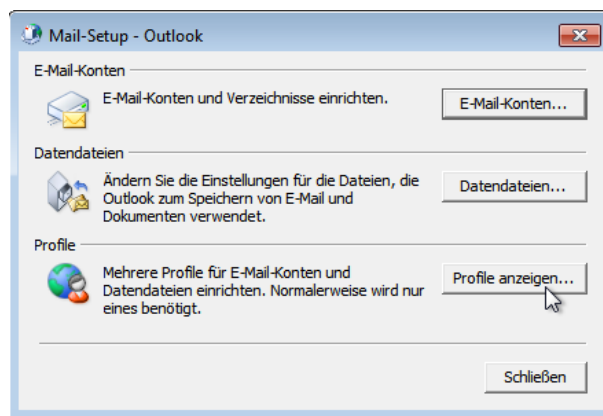 Mail-Setup - Outlook
E-Mail-Konten
E-Mail-Konten und Verzeichnisse einrichten.
E-Mail-Konten...
Datendateien
Ändern Sie die Einstellungen für die Dateien, die
Outlook zum Speichern von E-Mail und
Dokumenten verwendet.
Datendateien...
Profile
Mehrere Profile für E-Mail-Konten und
Datendateien einrichten. Normalerweise wird nur
eines benötigt.
Profile anzeigen...
Schließen